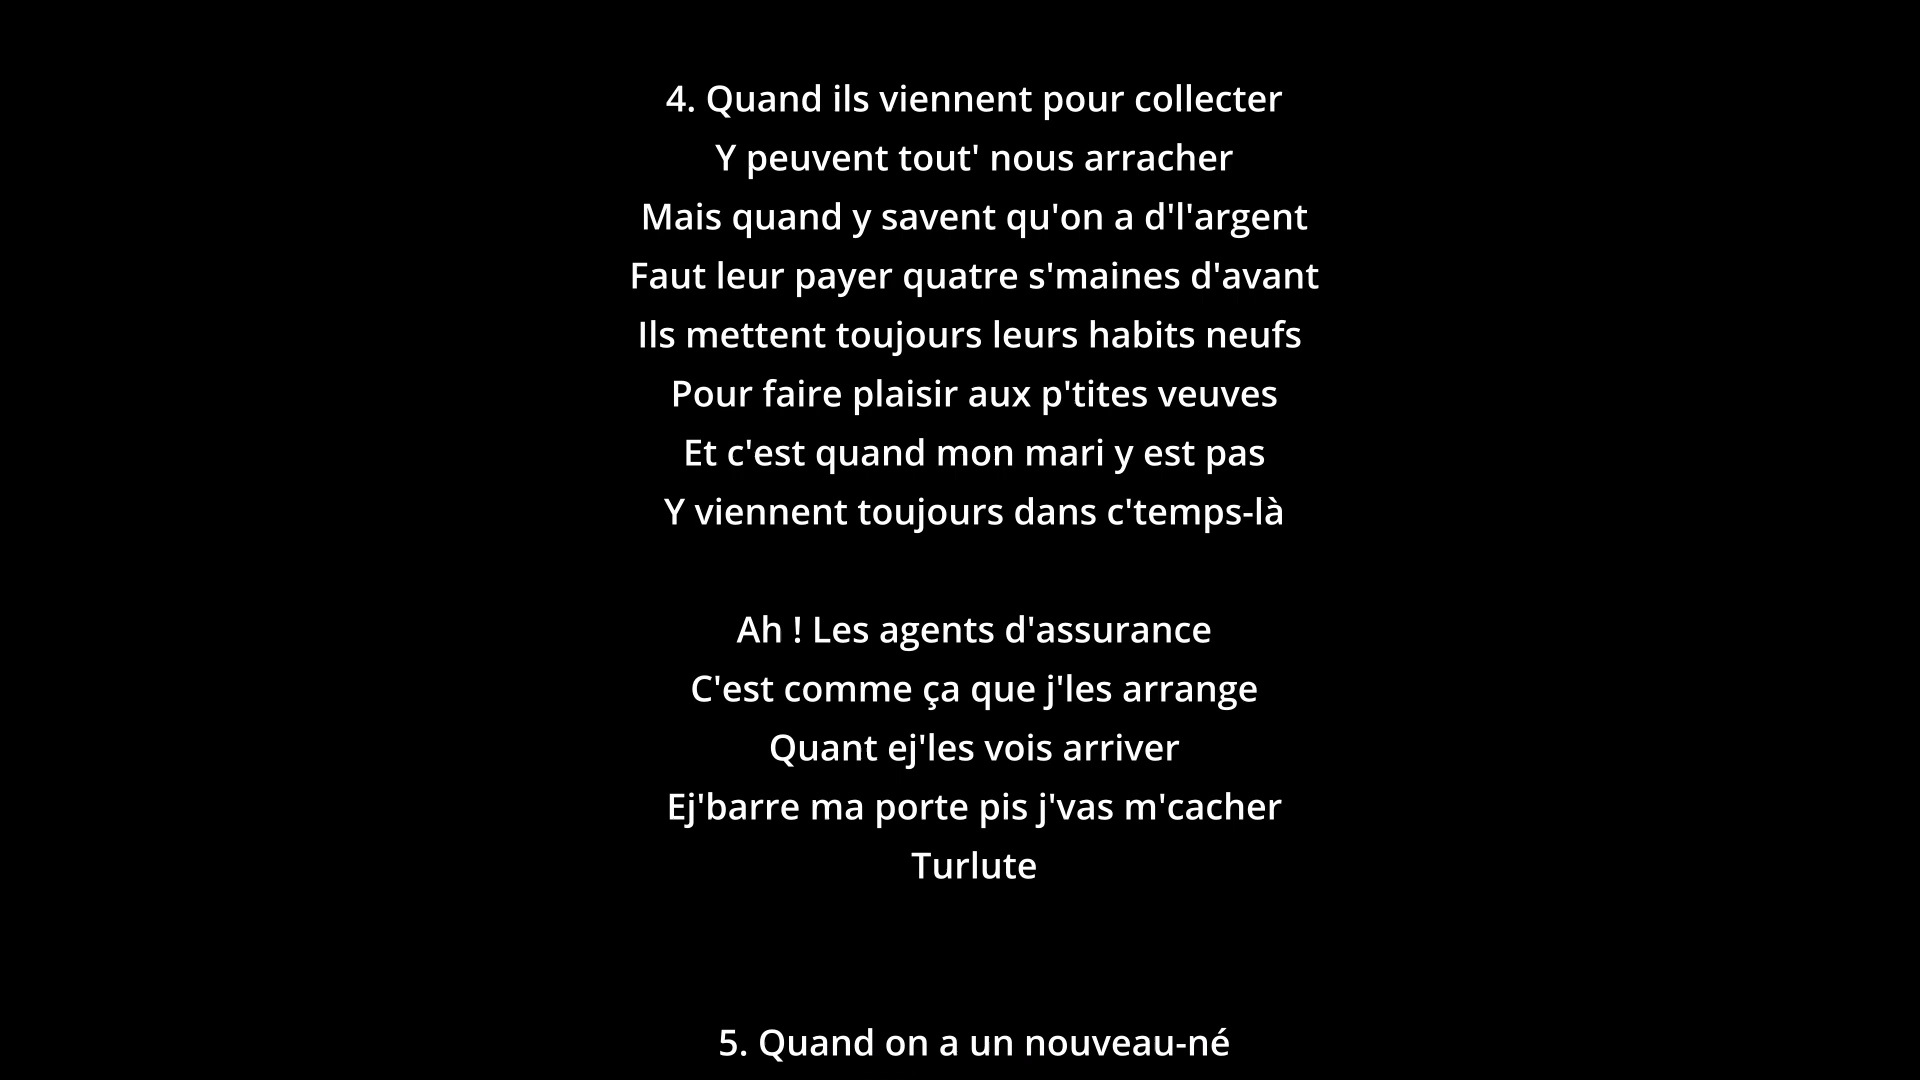 4. Quand ils viennent pour collecter
Y peuvent tout' nous arracher
Mais quand y savent qu'on a d'l'argent
Faut leur payer quatre s'maines d'avant
Ils mettent toujours leurs habits neufs
Pour faire plaisir aux p'tites veuves
Et c'est quand mon mari y est pas
Y viennent toujours dans c'temps-là
Ah ! Les agents d'assurance
C'est comme ça que j'les arrange
Quant ej'les vois arriver
Ej'barre ma porte pis j'vas m'cacher
Turlute
5. Quand on a un nouveau-né